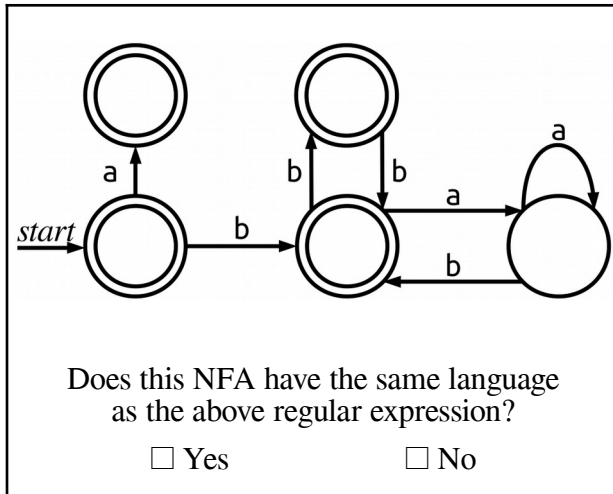 a
a
b
b
a
start
b
b
Does this NFA have the same language
as the above regular expression?
☐ Yes ☐ No